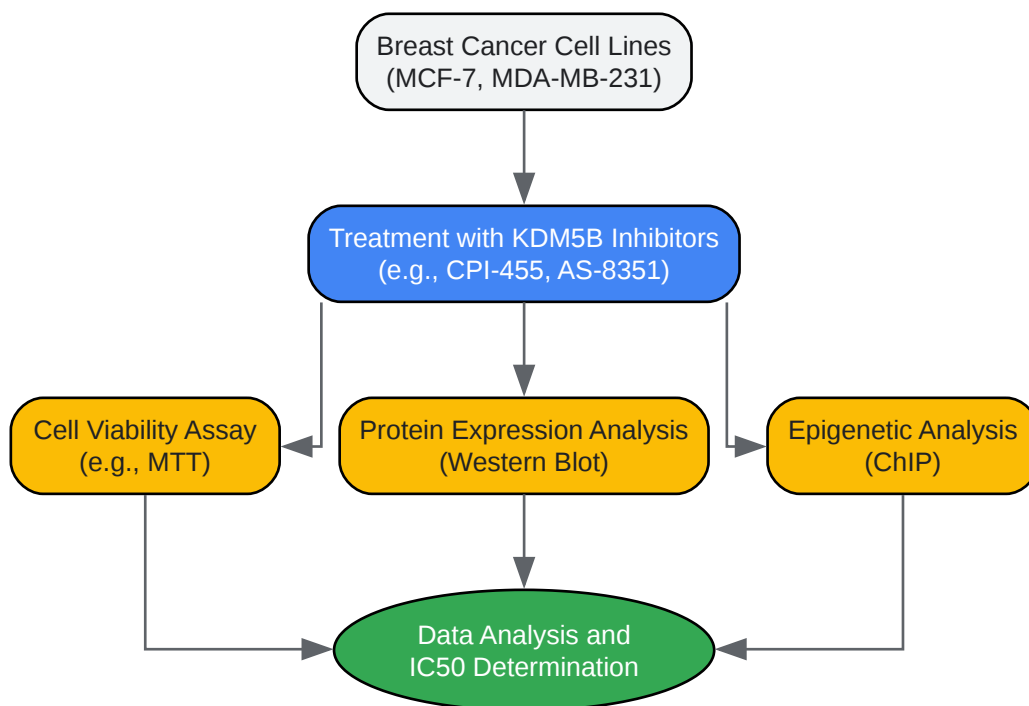 Breast Cancer Cell Lines
(MCF-7, MDA-MB-231)
Treatment with KDM5B Inhibitors
(e.g., CPI-455, AS-8351)
Cell Viability Assay
(e.g., MTT)
Protein Expression Analysis
(Western Blot)
Epigenetic Analysis
(ChIP)
Data Analysis and
IC50 Determination